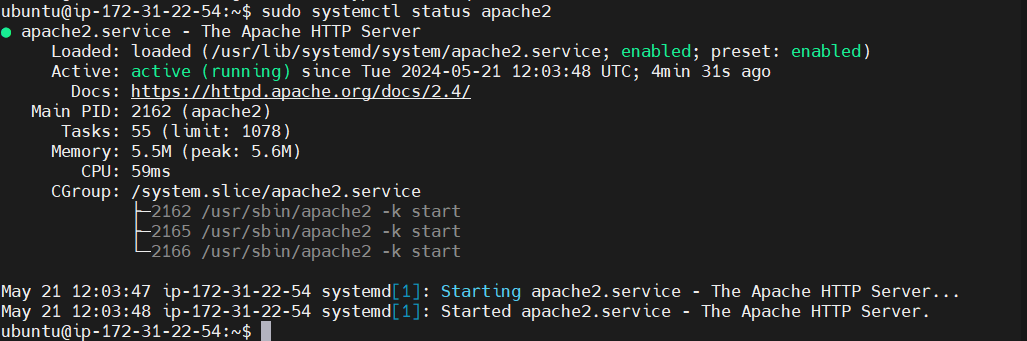 ubuntu@ip-172-31-22-54:~$ sudo systemctl status apache2
● apache2.service - The Apache HTTP Server
     Loaded: loaded (/usr/lib/systemd/system/apache2.service; enabled; preset: enabled)
     Active: active (running) since Tue 2024-05-21 12:03:48 UTC; 4min 31s ago
       Docs: https://httpd.apache.org/docs/2.4/
   Main PID: 2162 (apache2)
      Tasks: 55 (limit: 1078)
     Memory: 5.5M (peak: 5.6M)
        CPU: 59ms
     CGroup: /system.slice/apache2.service
             ├─2162 /usr/sbin/apache2 -k start
             ├─2165 /usr/sbin/apache2 -k start
             └─2166 /usr/sbin/apache2 -k start

May 21 12:03:47 ip-172-31-22-54 systemd[1]: Starting apache2.service - The Apache HTTP Server...
May 21 12:03:48 ip-172-31-22-54 systemd[1]: Started apache2.service - The Apache HTTP Server.
ubuntu@ip-172-31-22-54:~$